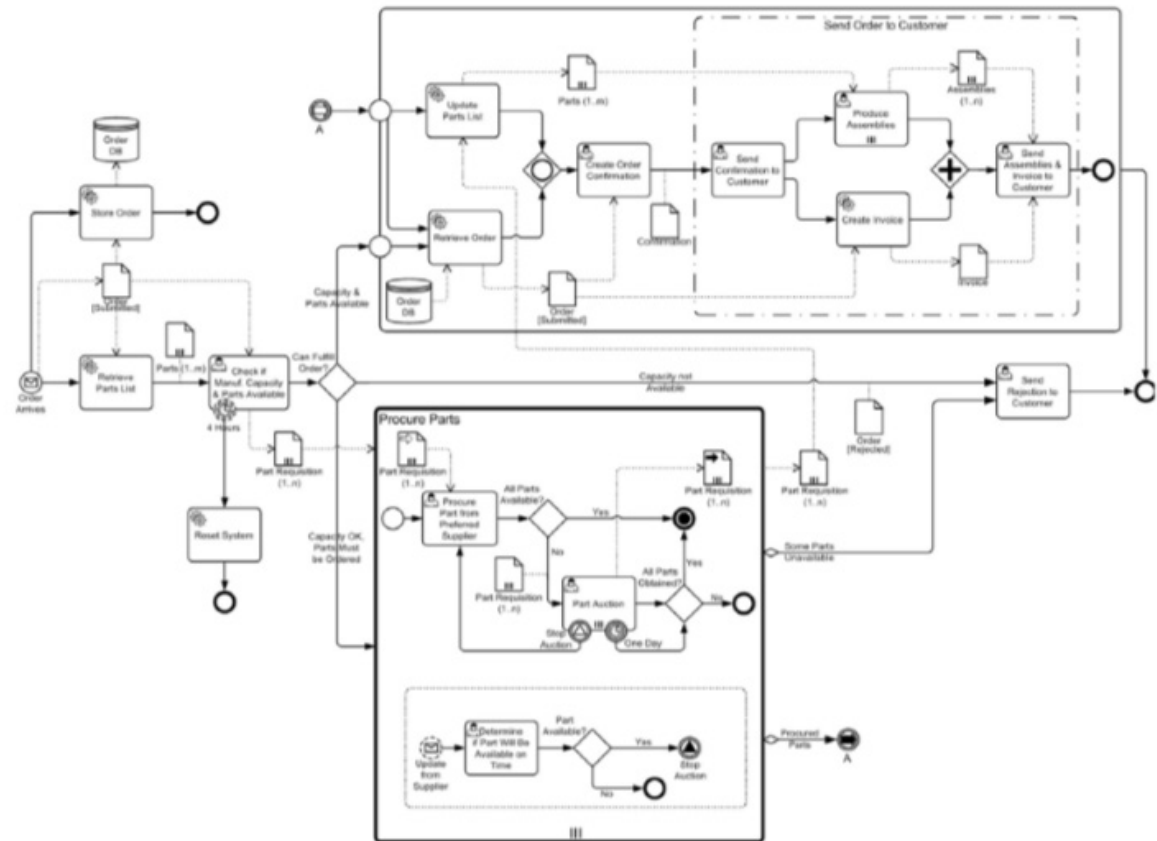 Send Order to Customer
Update
Parts List
Parts (1..m)
Assemblies
(1..n)
Produce
Assemblies
A
Order
DB
Create Order
Confirmation
Send
Confirmation to
Customer
Send
Assemblies &
Invoice to
Customer
Store Order
Retrieve Order
Create Invoice
Confirmation
Capacity &
Parts Available
Order
DB
Order
[Submitted]
Invoice
Order
[Submitted]
Parts (1..m)
Can Fulfill
Order?
Order
Arrives
Retrieve
Parts List
Check if
Manuf. Capacity
& Parts Available
4 Hours
Capacity not
Available
Send
Rejection to
Customer
Order
[Rejected]
Procure Parts
Part Requisition
(1..n)
Part Requisition
(1..n)
All Parts
Available?
Part Requisition
(1..n)
Part Requisition
(1..n)
Procure
Part from
Preferred
Supplier
Yes
No
Reset System
Capacity OK,
Parts Must
be Ordered
Part Requisition
(1..n)
All Parts
Obtained?
Yes
Some Parts
Unavailable
Part Auction
No
Stop
Auction
One Day
Part
Available?
Determine
if Part Will Be
Available on
Time
Yes
Stop
Auction
Update
from
Supplier
No
Procured
Parts
A